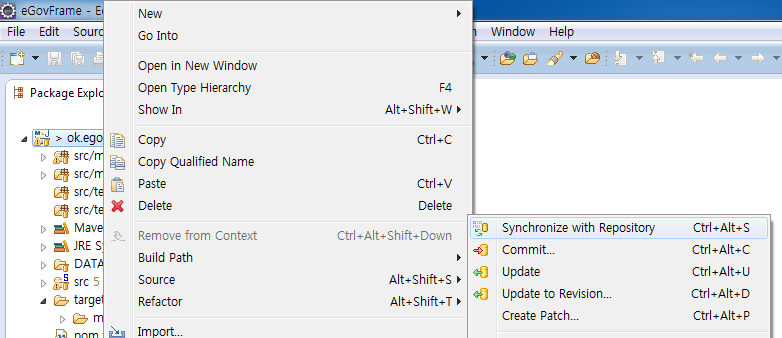 eGovFrame - Ec
File Edit Sour
Window Help
Package Explo
> ok.ego
src/m
src/m
src/te
src/te
Mave
JRE Sy
DATA
src 5
target
m
pom.
New
Go Into
Open in New Window
Open Type Hierarchy F4
Show In Alt+Shift+W
Copy Ctrl+C
Copy Qualified Name
Paste Ctrl+V
Delete Delete
Remove from Context Ctrl+Alt+Shift+Down
Build Path
Source Alt+Shift+S
Refactor Alt+Shift+T
Import...
Synchronize with Repository Ctrl+Alt+S
Commit... Ctrl+Alt+C
Update Ctrl+Alt+U
Update to Revision... Ctrl+Alt+D
Create Patch... Ctrl+Alt+P